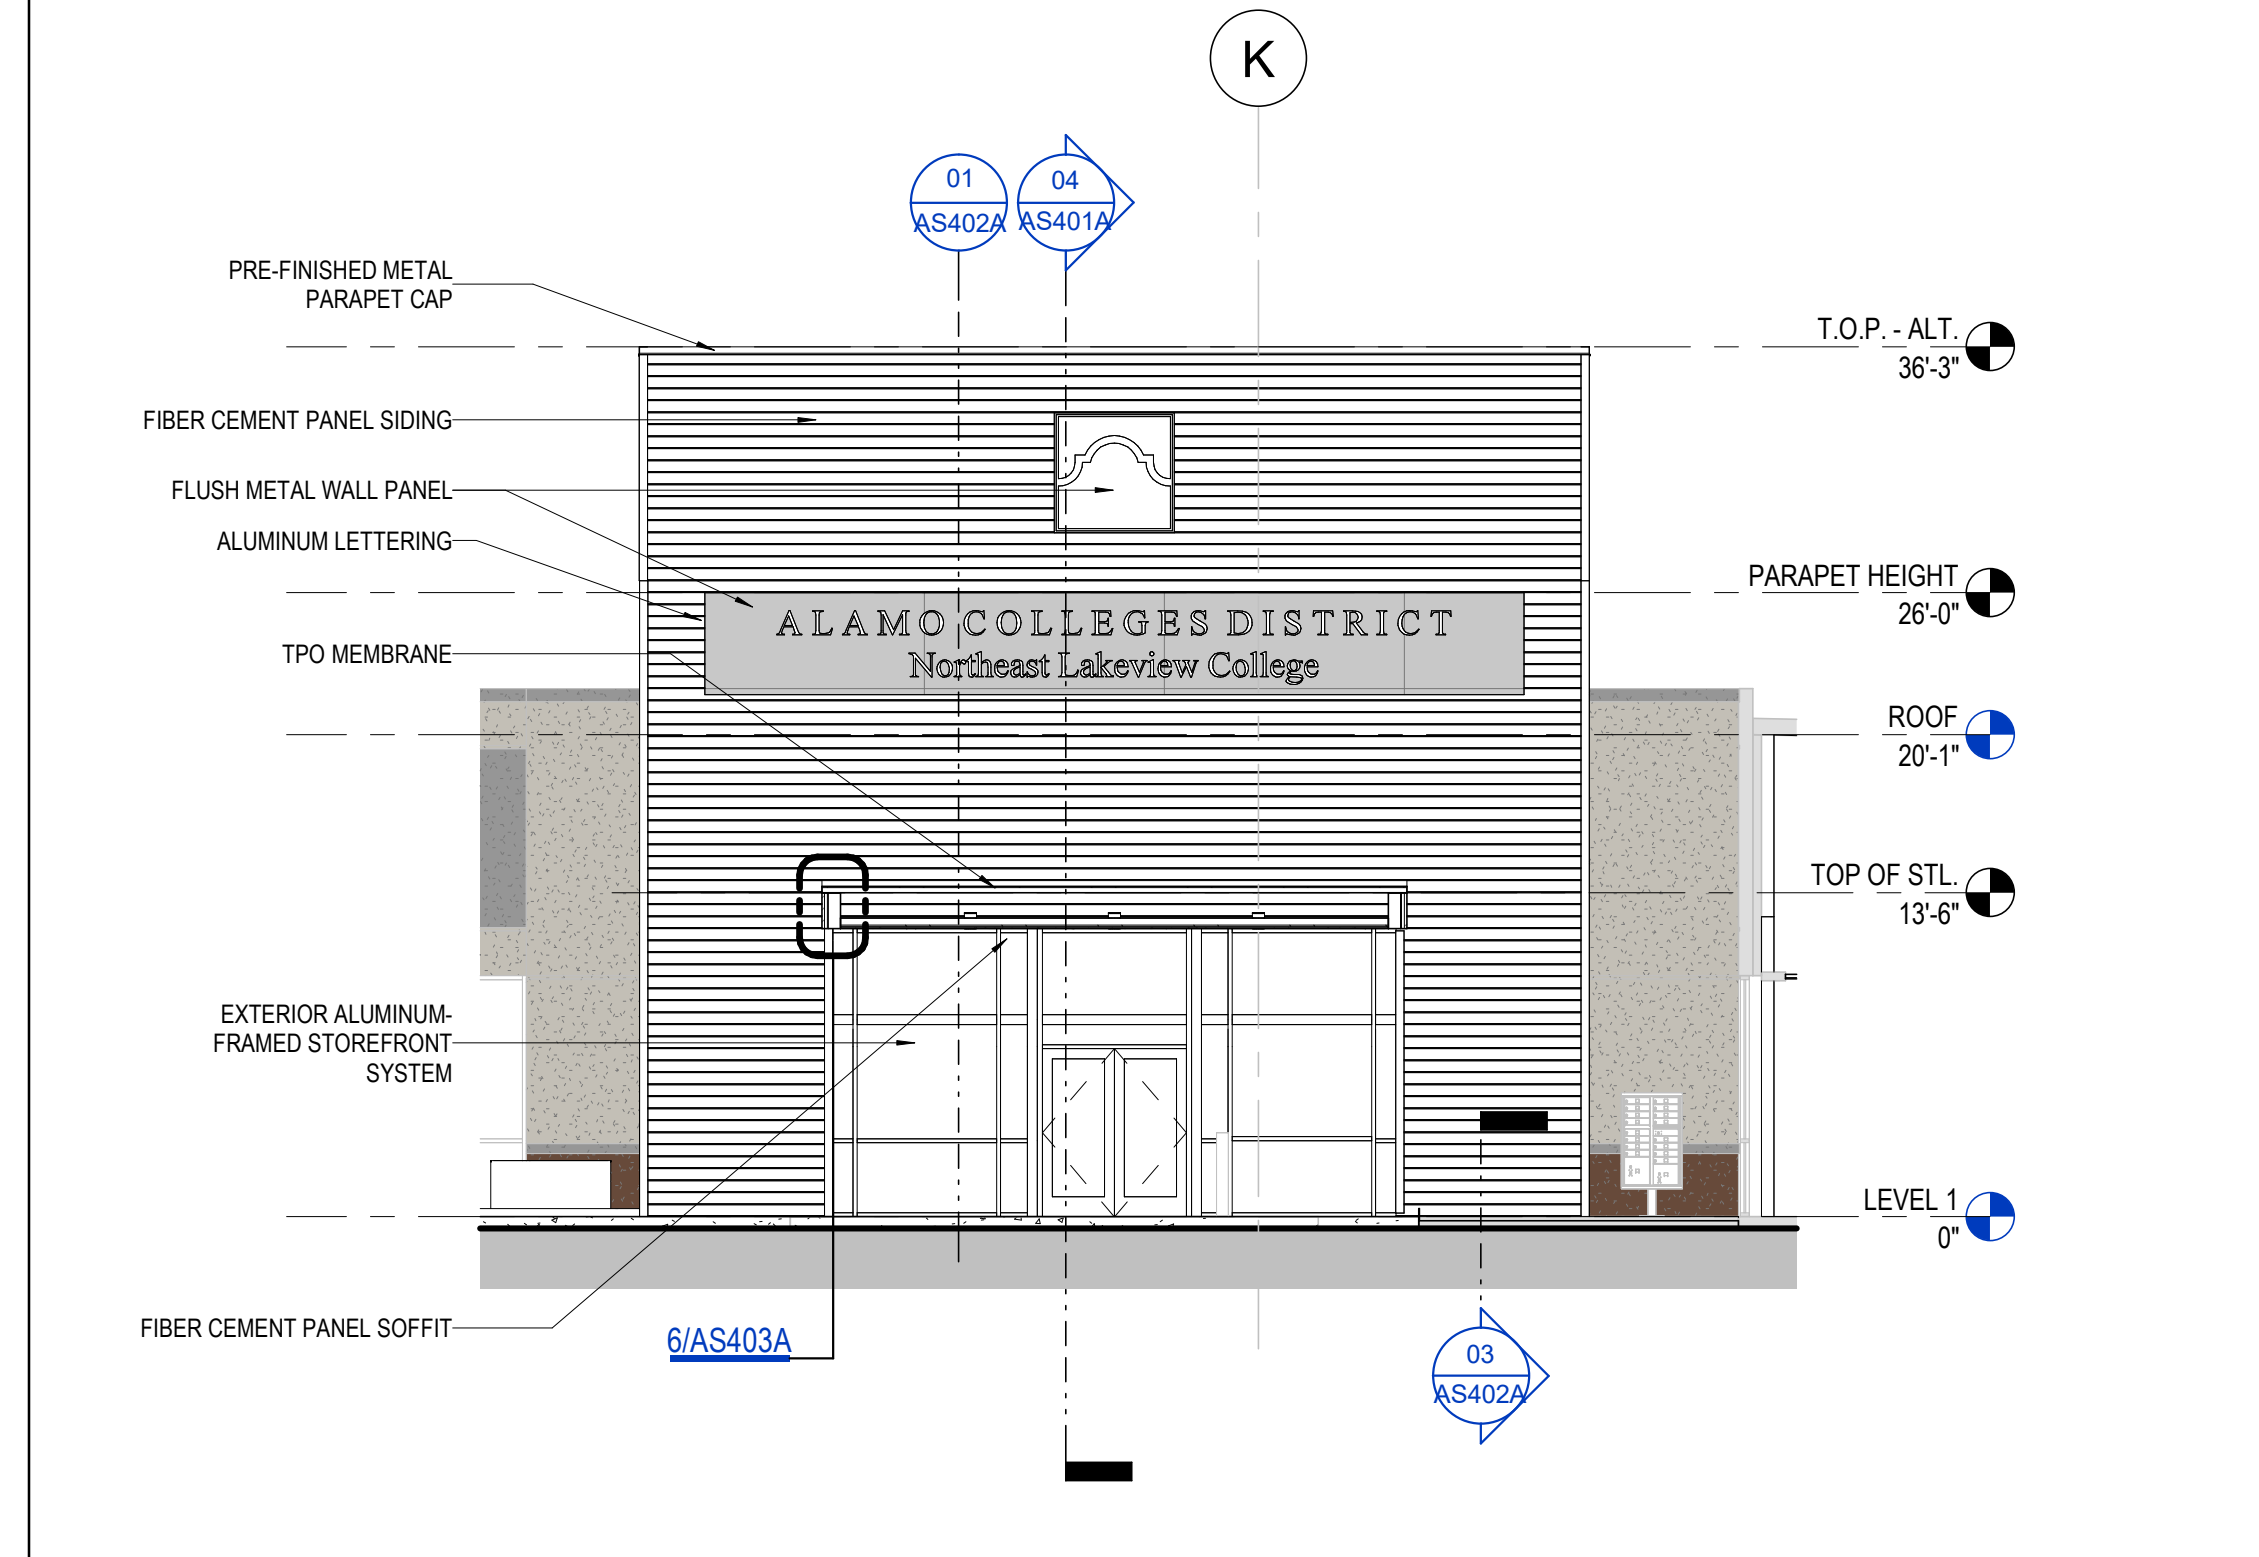 K
01
AS402A
04
AS401A
PRE-FINISHED METAL
PARAPET CAP
T.O.P. - ALT.
36'-3"
FIBER CEMENT PANEL SIDING
FLUSH METAL WALL PANEL
ALUMINUM LETTERING
PARAPET HEIGHT
26'-0"
ALAMO COLLEGES DISTRICT
Northeast Lakeview College
TPO MEMBRANE
ROOF
20'-1"
TOP OF STL.
13'-6"
EXTERIOR ALUMINUM-
FRAMED STOREFRONT
SYSTEM
LEVEL 1
0"
FIBER CEMENT PANEL SOFFIT
6/AS403A
03
AS402A